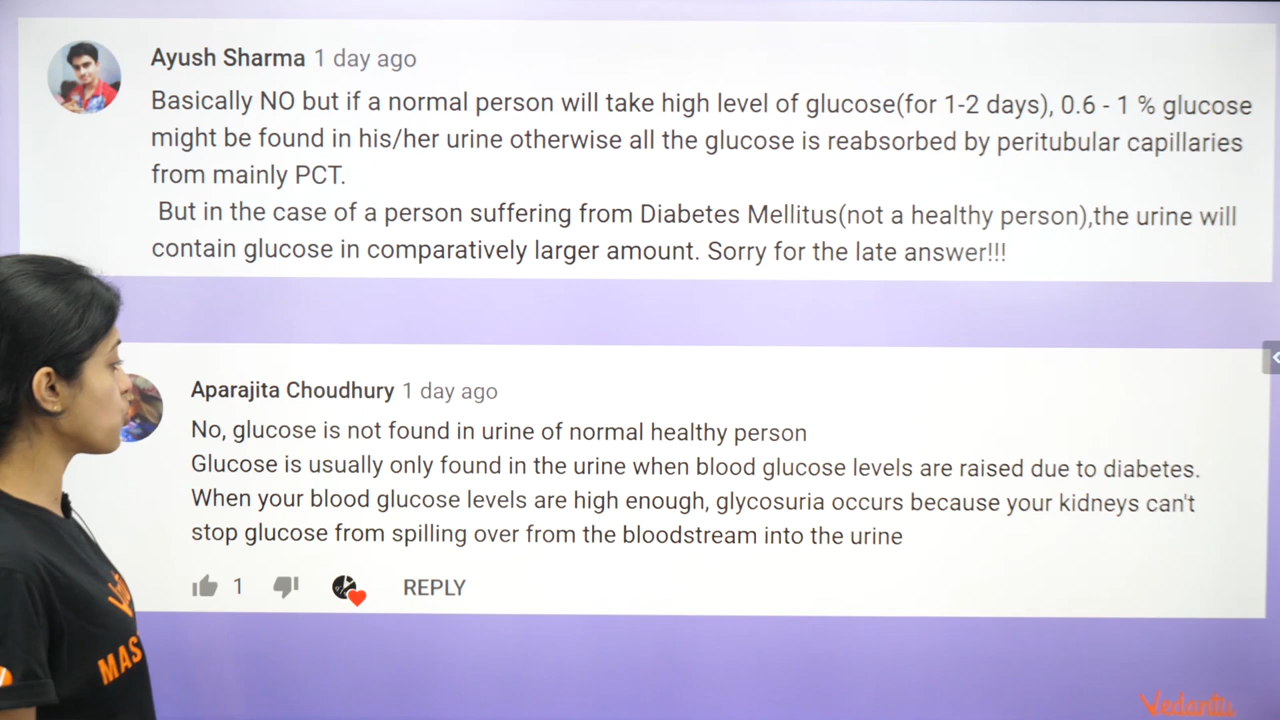 Ayush Sharma 1 day ago
Basically NO but if a normal person will take high level of glucose(for 1-2 days), 0.6 - 1 % glucose
might be found in his/her urine otherwise all the glucose is reabsorbed by peritubular capillaries
from mainly PCT.
But in the case of a person suffering from Diabetes Mellitus(not a healthy person),the urine will
contain glucose in comparatively larger amount. Sorry for the late answer!!!
Aparajita Choudhury 1 day ago
No, glucose is not found in urine of normal healthy person
Glucose is usually only found in the urine when blood glucose levels are raised due to diabetes.
When your blood glucose levels are high enough, glycosuria occurs because your kidneys can't
stop glucose from spilling over from the bloodstream into the urine
1 REPLY
MAS
Vedantu